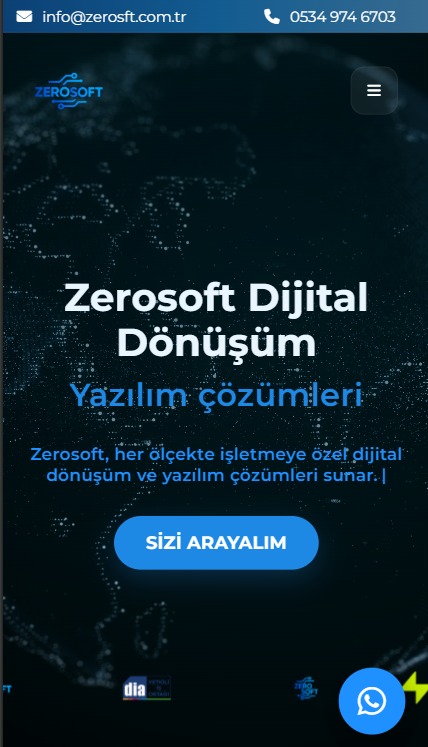 info@zerosft.com.tr 0534 974 6703
ZEROSOFT
Zerosoft Dijital
Dönüşüm
Yazılım çözümleri
Zerosoft, her ölçekte işletmeye özel dijital
dönüşüm ve yazılım çözümleri sunar. |
SİZİ ARAYALIM
dia